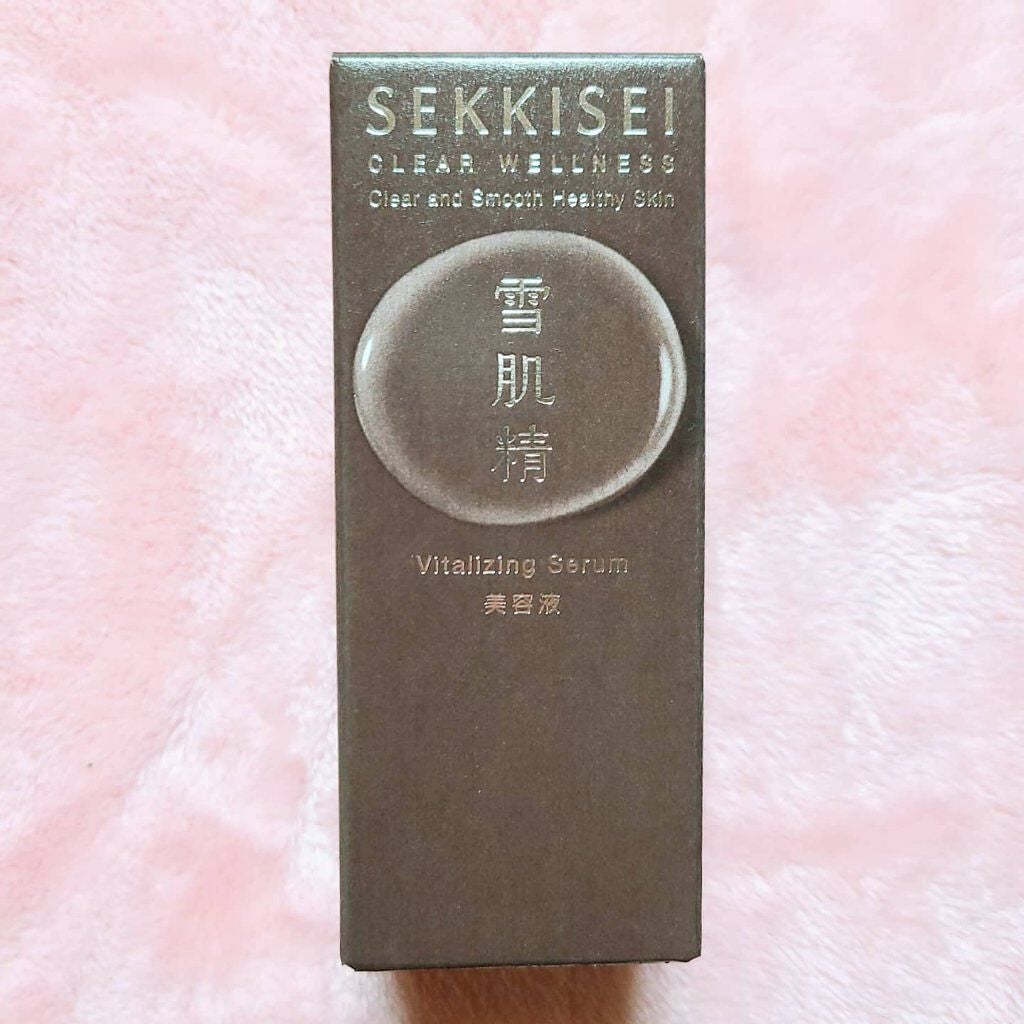 SEKKISEI
CLEAR WELLNESS
Clear and Smooth Healthy Skin
雪肌精
Vitalizing Serum
美容液